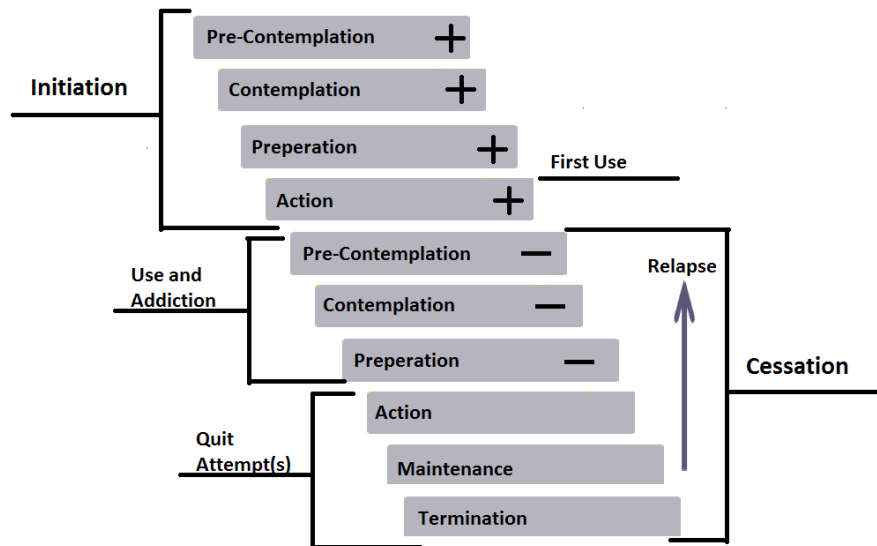 Pre-Contemplation +
Initiation
Contemplation +
Preperation +
First Use
Action +
Pre-Contemplation —
Use and
Addiction
Relapse
Contemplation —
Preperation —
Cessation
Action
Quit
Attempt(s)
Maintenance
Termination